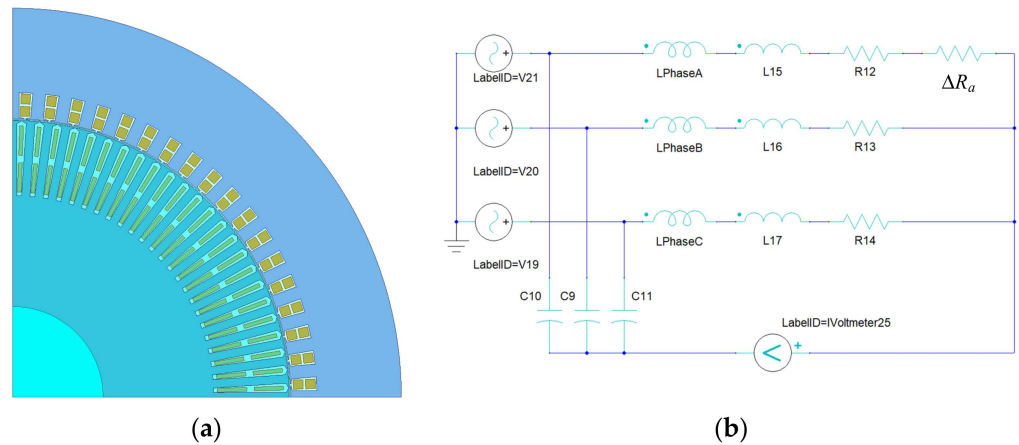 LabelID=V21
LPhaseA
L15
R12
ΔRa
LabelID=V20
LPhaseB
L16
R13
LabelID=V19
LPhaseC
L17
R14
C10
C9
C11
LabelID=IVoltmeter25
+
(a)
(b)